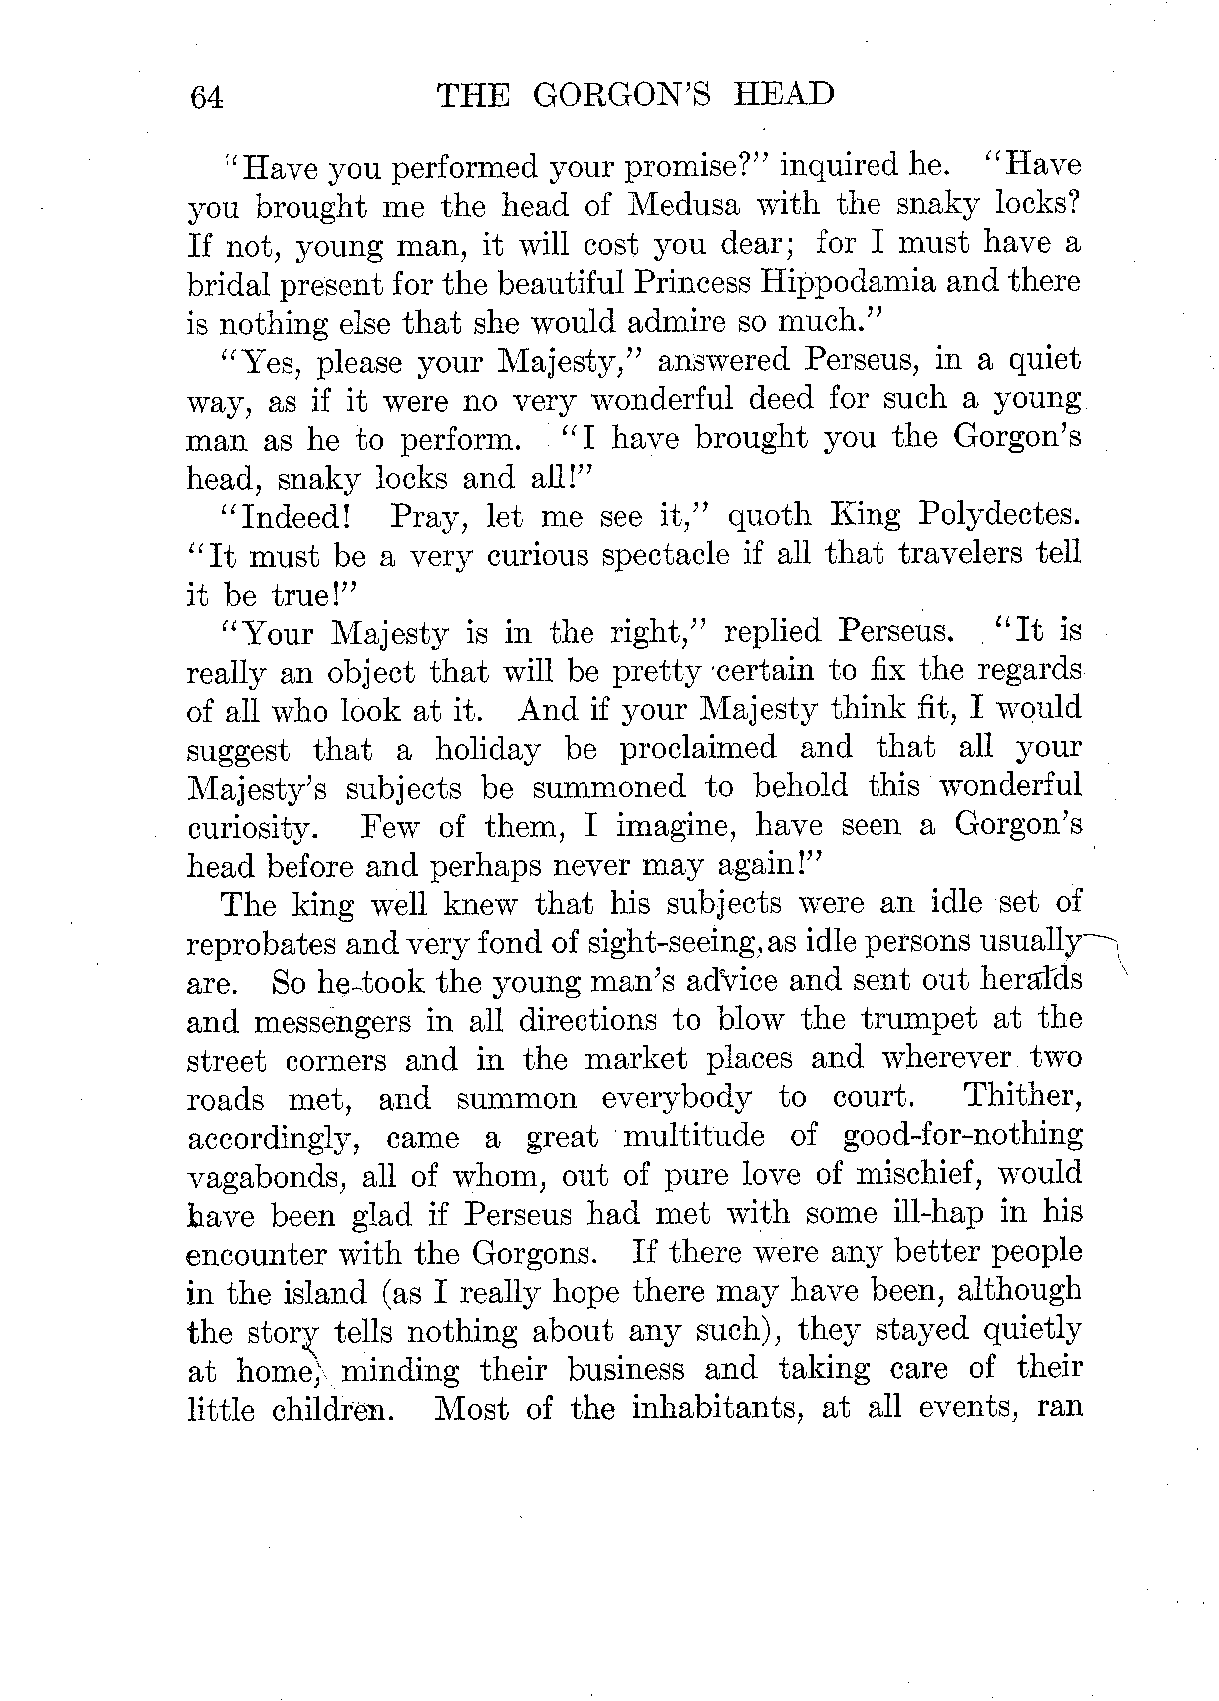 64 THE GORGON'S HEAD
"Have you performed your promise?" inquired he. "Have
you brought me the head of Medusa with the snaky locks?
If not, young man, it will cost you dear; for I must have a
bridal present for the beautiful Princess Hippodamia and there
is nothing else that she would admire so much."
"Yes, please your Majesty," answered Perseus, in a quiet
way, as if it were no very wonderful deed for such a young
man as he to perform. "I have brought you the Gorgon's
head, snaky locks and all!"
"Indeed! Pray, let me see it," quoth King Polydectes.
"It must be a very curious spectacle if all that travelers tell
it be true!"
"Your Majesty is in the right," replied Perseus. "It is
really an object that will be pretty certain to fix the regards
of all who look at it. And if your Majesty think fit, I would
suggest that a holiday be proclaimed and that all your
Majesty's subjects be summoned to behold this wonderful
curiosity. Few of them, I imagine, have seen a Gorgon's
head before and perhaps never may again!"
The king well knew that his subjects were an idle set of
reprobates and very fond of sight-seeing, as idle persons usually
are. So he took the young man's advice and sent out heralds
and messengers in all directions to blow the trumpet at the
street corners and in the market places and wherever two
roads met, and summon everybody to court. Thither,
accordingly, came a great multitude of good-for-nothing
vagabonds, all of whom, out of pure love of mischief, would
have been glad if Perseus had met with some ill-hap in his
encounter with the Gorgons. If there were any better people
in the island (as I really hope there may have been, although
the story tells nothing about any such), they stayed quietly
at home, minding their business and taking care of their
little children. Most of the inhabitants, at all events, ran